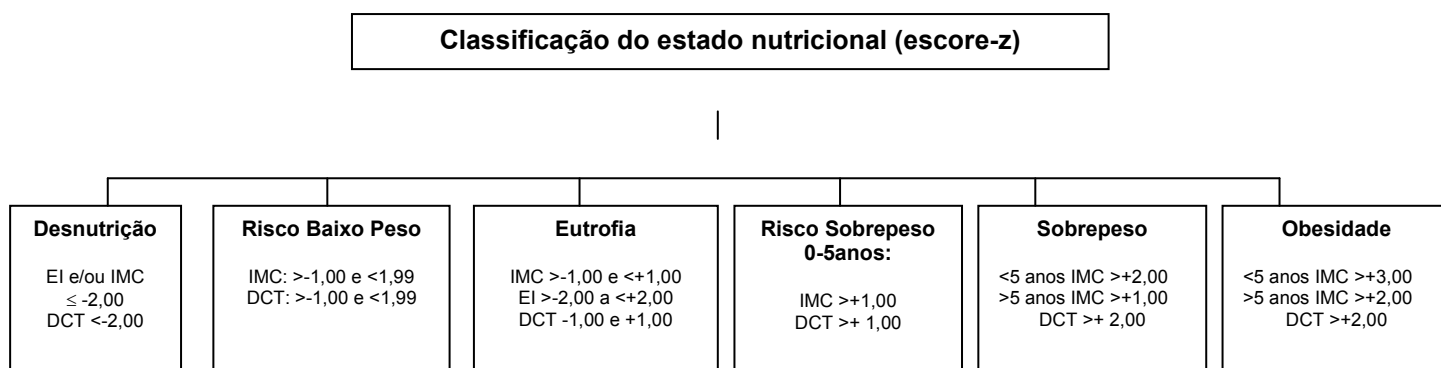 Classificação do estado nutricional (escore-z)
Desnutrição
EI e/ou IMC
≤ -2,00
DCT <-2,00
Risco Baixo Peso
IMC: >-1,00 e <1,99
DCT: >-1,00 e <1,99
Eutrofia
IMC >-1,00 e <+1,00
EI >-2,00 a <+2,00
DCT -1,00 e +1,00
Risco Sobrepeso
0-5anos:
IMC >+1,00
DCT >+ 1,00
Sobrepeso
<5 anos IMC >+2,00
>5 anos IMC >+1,00
DCT >+ 2,00
Obesidade
<5 anos IMC >+3,00
>5 anos IMC >+2,00
DCT >+2,00